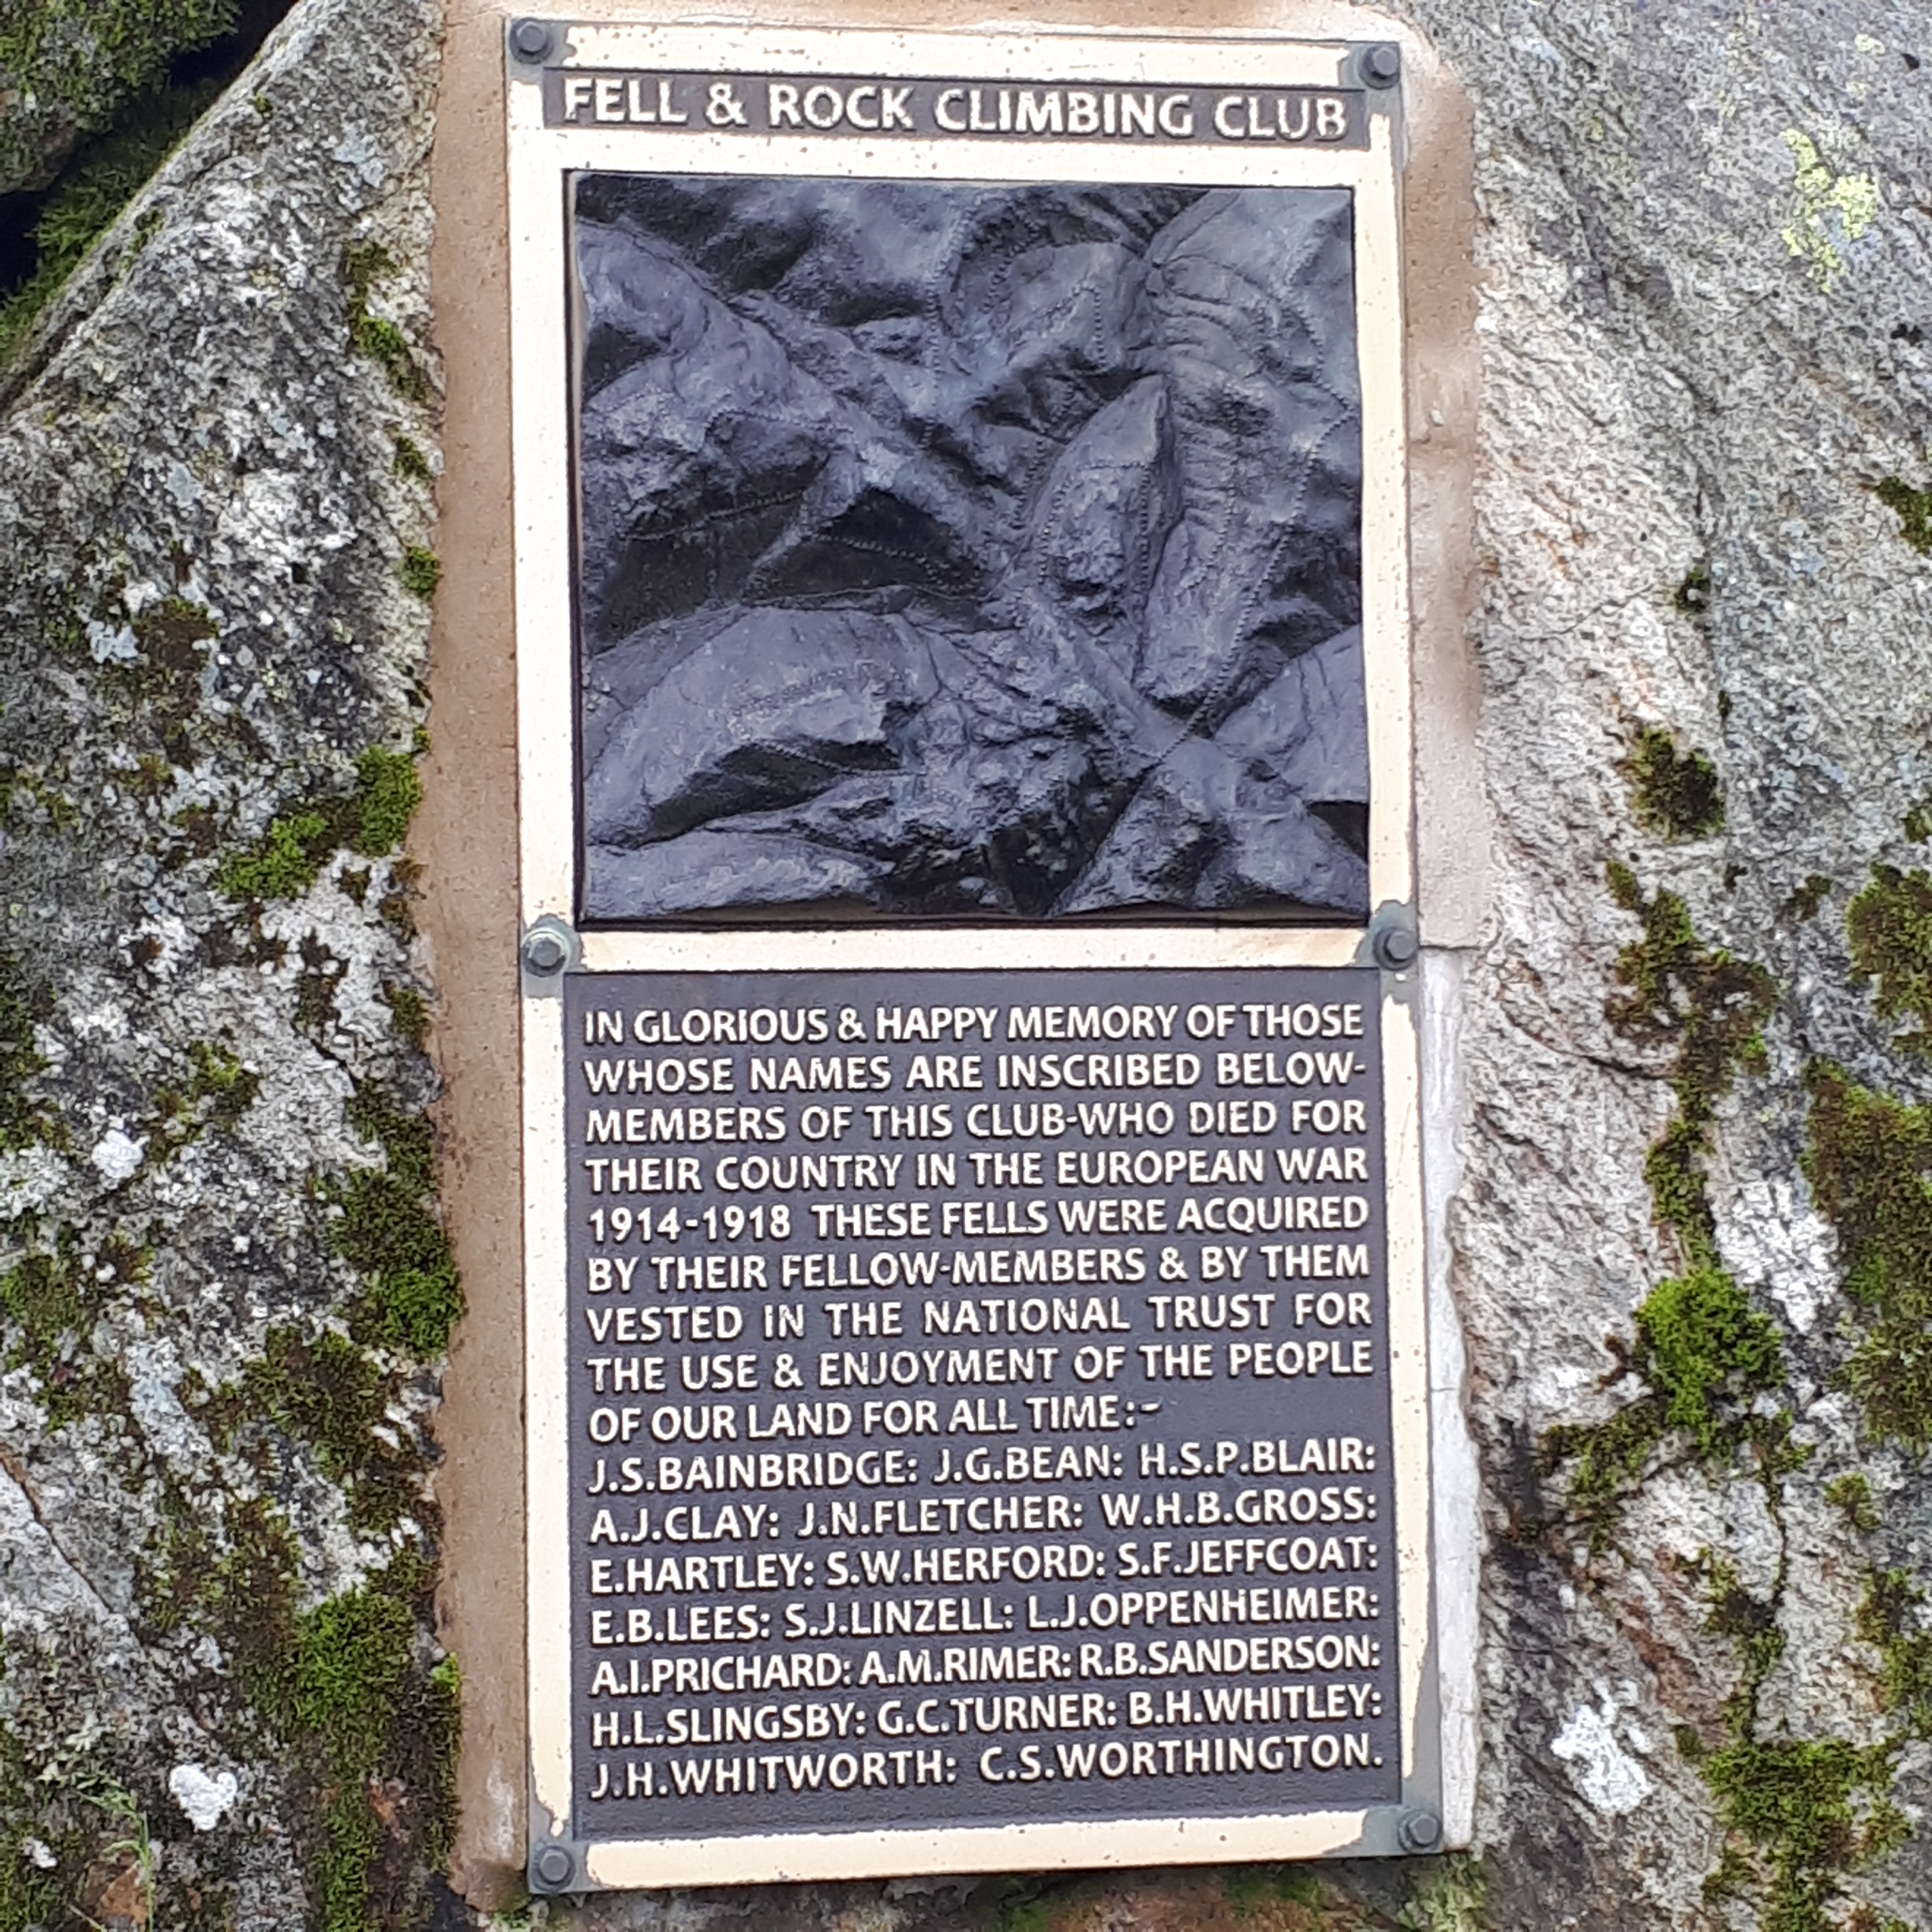 FELL & ROCK CLIMBING CLUB
IN GLORIOUS & HAPPY MEMORY OF THOSE
WHOSE NAMES ARE INSCRIBED BELOW-
MEMBERS OF THIS CLUB-WHO DIED FOR
THEIR COUNTRY IN THE EUROPEAN WAR
1914-1918 THESE FELLS WERE ACQUIRED
BY THEIR FELLOW-MEMBERS & BY THEM
VESTED IN THE NATIONAL TRUST FOR
THE USE & ENJOYMENT OF THE PEOPLE
OF OUR LAND FOR ALL TIME:-
J.S.BAINBRIDGE: J.G.BEAN: H.S.P.BLAIR:
A.J.CLAY: J.N.FLETCHER: W.H.B.GROSS:
E.HARTLEY: S.W.HERFORD: S.F.JEFFCOAT:
E.B.LEES: S.J.LINZELL: L.J.OPPENHEIMER:
A.I.PRICHARD: A.M.RIMER: R.B.SANDERSON:
H.L.SLINGSBY: G.C.TURNER: B.H.WHITLEY:
J.H.WHITWORTH: C.S.WORTHINGTON.